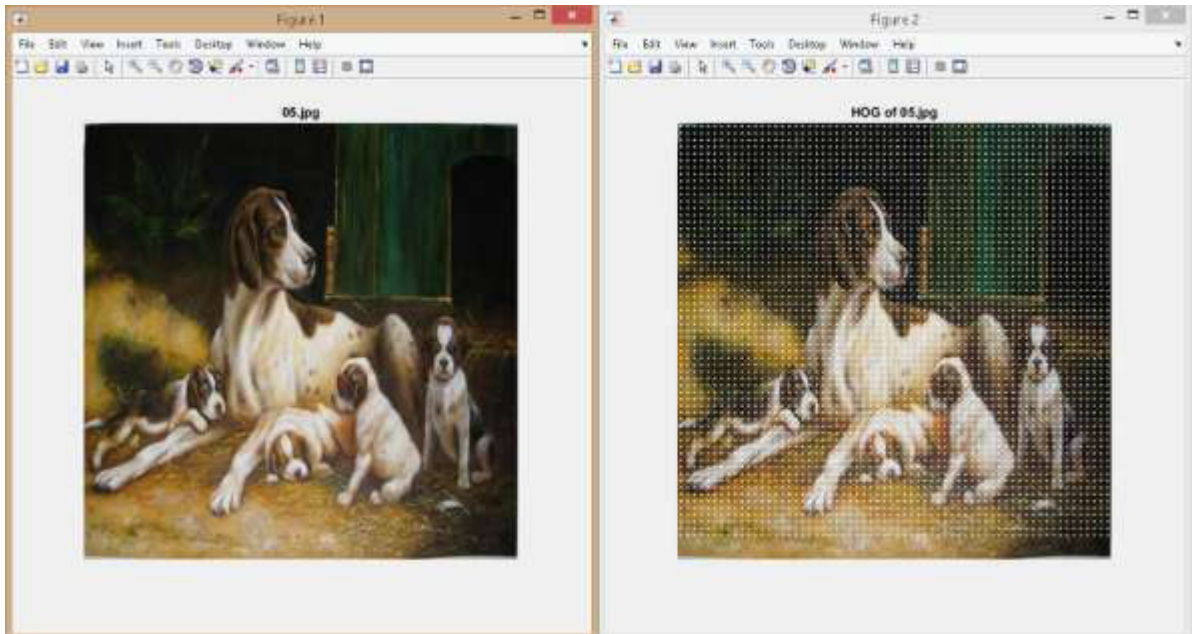 Figure 1
File Edit View Insert Tools Desktop Window Help
05.jpg
Figure 2
File Edit View Insert Tools Desktop Window Help
HOG of 05.jpg